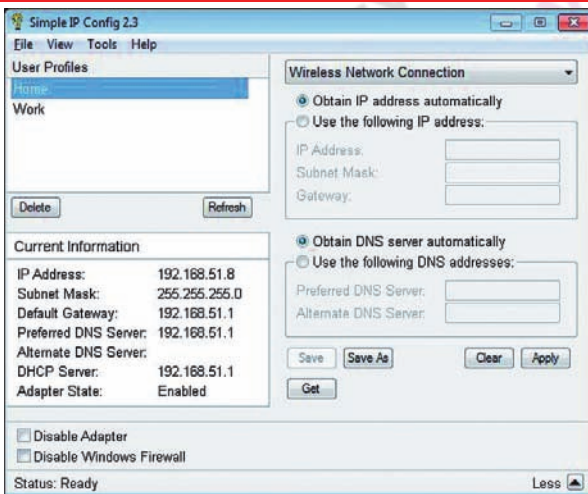 Simple IP Config 2.3
File View Tools Help
User Profiles
Home
Work
Delete Refresh
Current Information
IP Address: 192.168.51.8
Subnet Mask: 255.255.255.0
Default Gateway: 192.168.51.1
Preferred DNS Server: 192.168.51.1
Alternate DNS Server:
DHCP Server: 192.168.51.1
Adapter State: Enabled
Wireless Network Connection
Obtain IP address automatically
Use the following IP address:
IP Address:
Subnet Mask:
Gateway:
Obtain DNS server automatically
Use the following DNS addresses:
Preferred DNS Server:
Alternate DNS Server:
Save Save As Clear Apply
Get
Disable Adapter
Disable Windows Firewall
Status: Ready Less